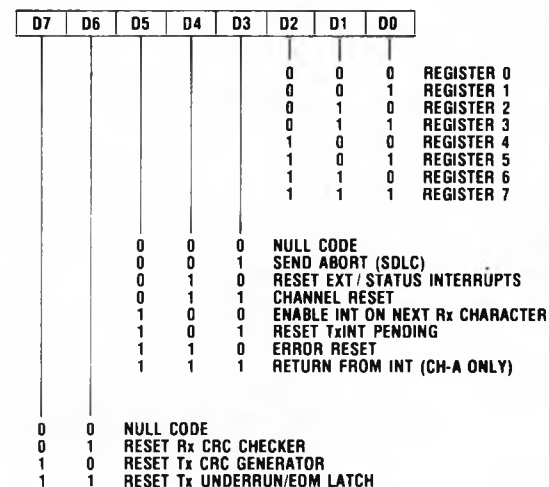 D7 D6 D5 D4 D3 D2 D1 D0
0 0 0 REGISTER 0
0 0 1 REGISTER 1
0 1 0 REGISTER 2
0 1 1 REGISTER 3
1 0 0 REGISTER 4
1 0 1 REGISTER 5
1 1 0 REGISTER 6
1 1 1 REGISTER 7
0 0 0 NULL CODE
0 0 1 SEND ABORT (SDLC)
0 1 0 RESET EXT / STATUS INTERRUPTS
0 1 1 CHANNEL RESET
1 0 0 ENABLE INT ON NEXT Rx CHARACTER
1 0 1 RESET TxINT PENDING
1 1 0 ERROR RESET
1 1 1 RETURN FROM INT (CH-A ONLY)
0 0 NULL CODE
0 1 RESET Rx CRC CHECKER
1 0 RESET Tx CRC GENERATOR
1 1 RESET Tx UNDERRUN/EOM LATCH